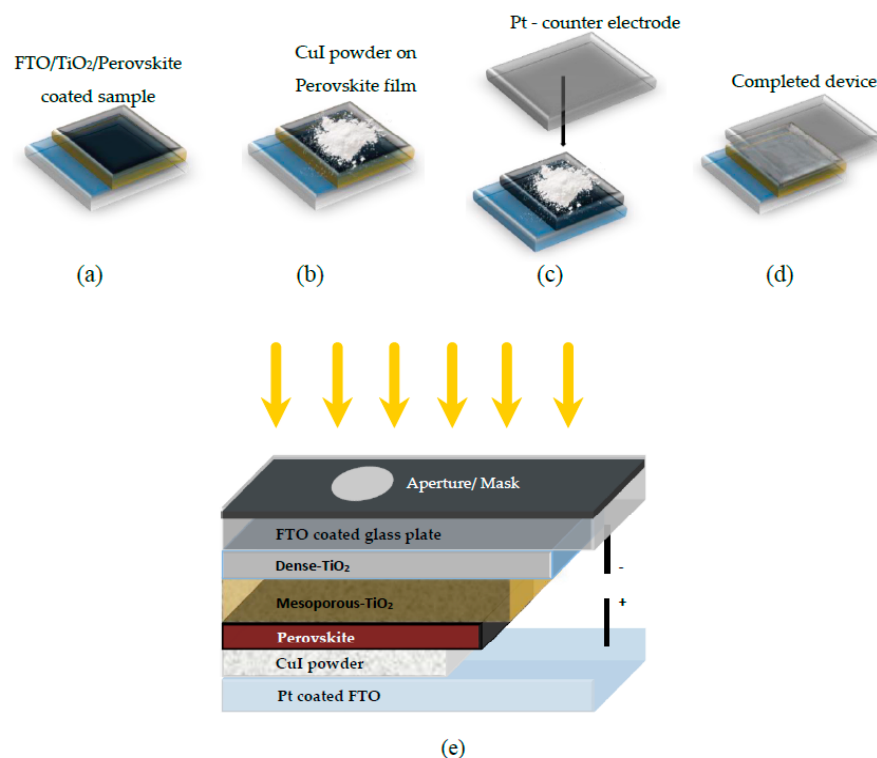 Pt - counter electrode
FTO/TiO₂/Perovskite
coated sample
CuI powder on
Perovskite film
Completed device
(a)
(b)
(c)
(d)
Aperture/ Mask
FTO coated glass plate
Dense-TiO₂
-
Mesoporous-TiO₂
+
Perovskite
CuI powder
Pt coated FTO
(e)